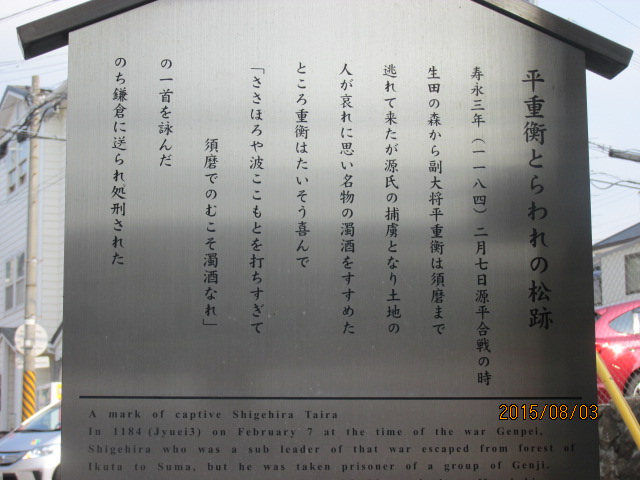 平重衡とらわれの松跡
寿永三年（一一八四）二月七日源平合戦の時
生田の森から副大将平重衡は須磨まで
逃れて来たが源氏の捕虜となり土地の
人が哀れに思い名物の濁酒をすすめた
ところ重衡はたいそう喜んで
「ささほろや波ここもとを打ちすぎて
須磨でのむこそ濁酒なれ」
の一首を詠んだ
のち鎌倉に送られ処刑された
A mark of captive Shigehira Taira
In 1184(Jyuei3) on February 7 at the time of the war Genpei,
Shigehira who was a sub leader of that war escaped from forest of
Ikuta to Suma, but he was taken prisoner of a group of Genji.
2015/08/03